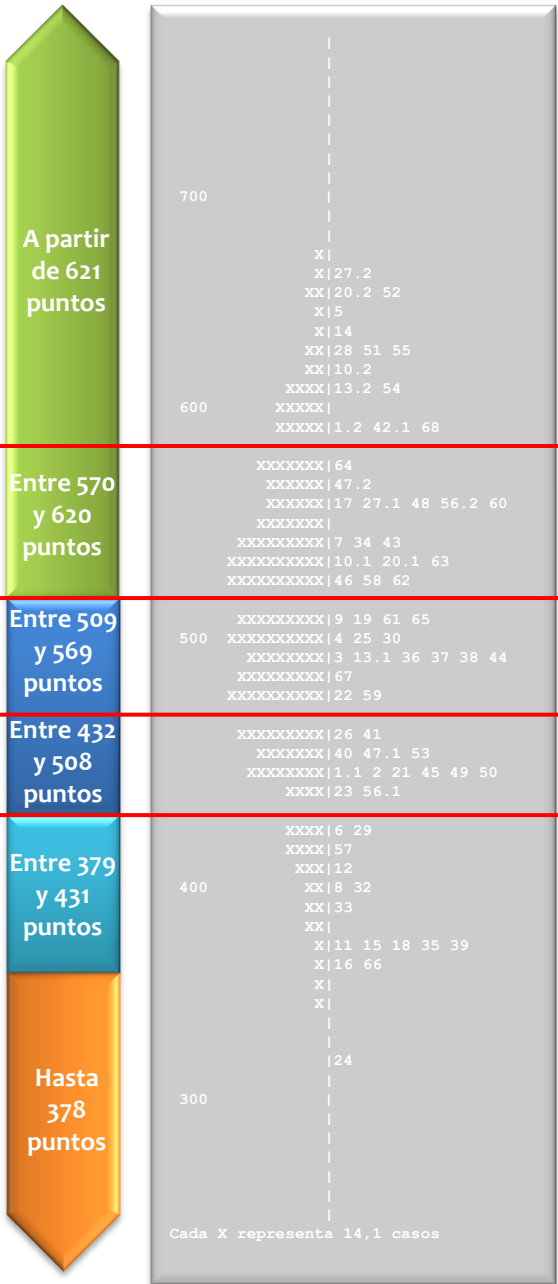 A partir
de 621
puntos
Entre 570
y 620
puntos
Entre 509
y 569
puntos
Entre 432
y 508
puntos
Entre 379
y 431
puntos
Hasta
378
puntos
|
|
|
|
|
|
|
|
700 |
|
|
X|
X|27.2
XX|20.2 52
X|5
X|14
XX|28 51 55
XX|10.2
XXXX|13.2 54
600 XXXXX|
XXXXX|1.2 42.1 68
XXXXXXX|64
XXXXXX|47.2
XXXXXX|17 27.1 48 56.2 60
XXXXXXX|
XXXXXXXXX|7 34 43
XXXXXXXXXX|10.1 20.1 63
XXXXXXXXXX|46 58 62
XXXXXXXXX|9 19 61 65
500 XXXXXXXXXX|4 25 30
XXXXXXXX|3 13.1 36 37 38 44
XXXXXXXXX|67
XXXXXXXXXX|22 59
XXXXXXXXX|26 41
XXXXXXX|40 47.1 53
XXXXXXXX|1.1 2 21 45 49 50
XXXX|23 56.1
XXXX|6 29
XXXX|57
XXX|12
400 XX|8 32
XX|33
XX|
X|11 15 18 35 39
X|16 66
X|
X|
|
|
|24
|
300 |
|
|
|
|
|
|
Cada X representa 14,1 casos